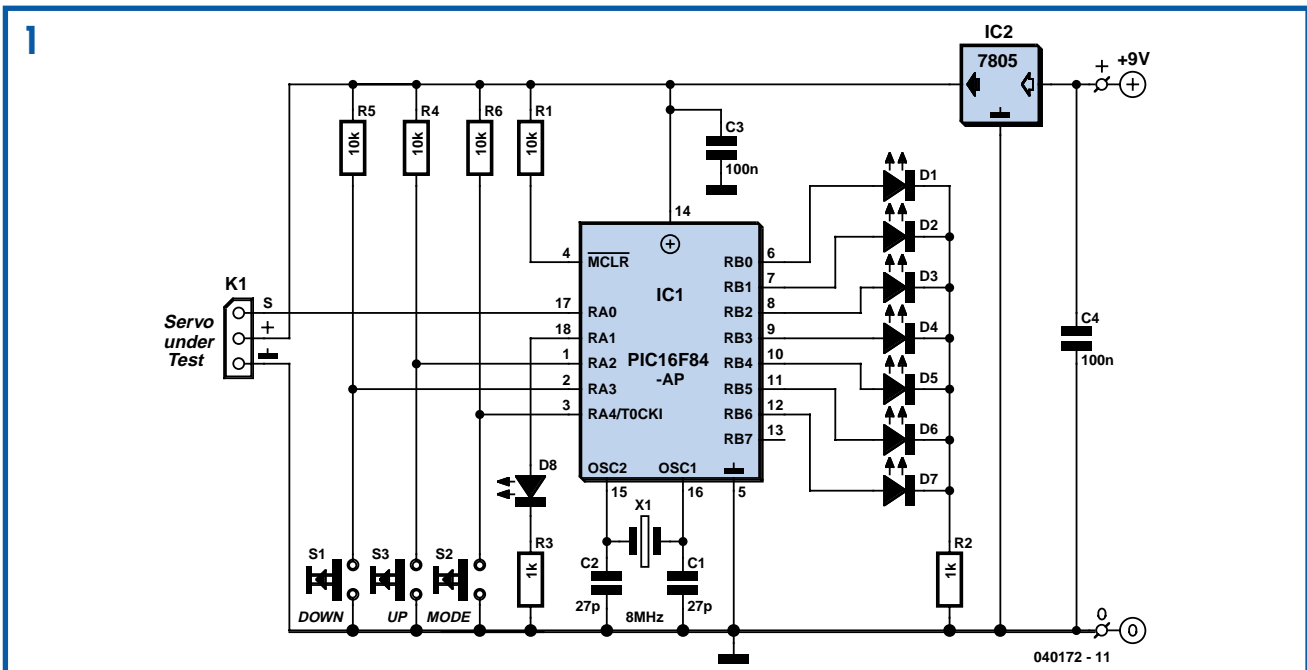 1
IC2
7805
+
+9V
R5
R4
R6
R1
10k
10k
10k
10k
C3
100n
14
D1
D2
D3
D4
D5
D6
D7
4
MCLR
IC1
PIC16F84
-AP
RB0
6
RB1
7
RB2
8
RB3
9
RB4
10
RB5
11
RB6
12
RB7
13
K1
S
+
Servo
under
Test
17
RA0
18
RA1
1
RA2
2
RA3
3
RA4/T0CKI
OSC2
OSC1
15
16
5
C4
100n
D8
X1
R3
1k
C2
27p
C1
27p
8MHz
R2
1k
S1
S3
S2
DOWN
UP
MODE
0
0
040172 - 11